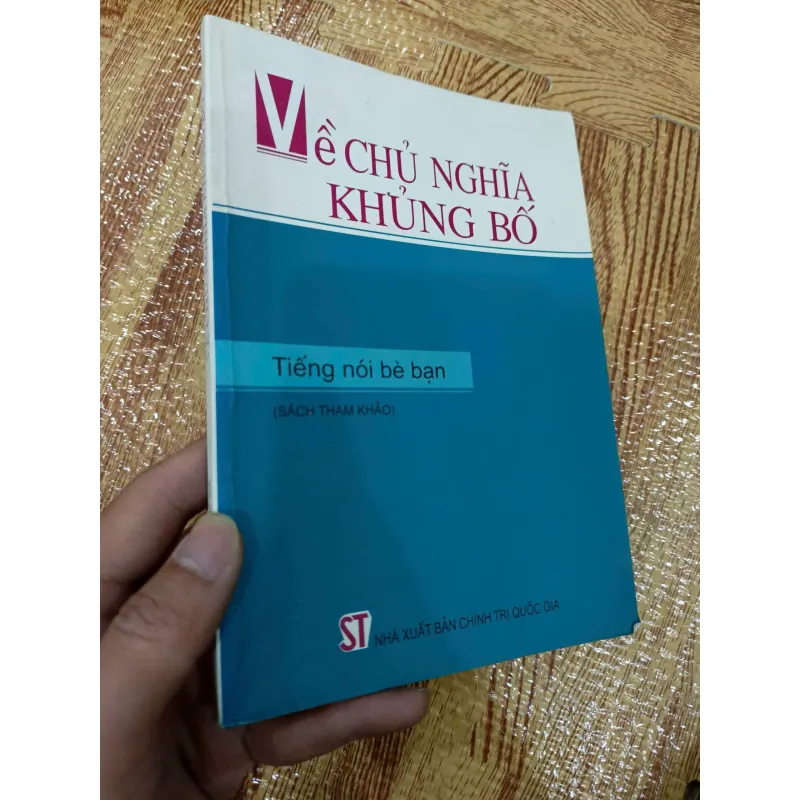 Về CHỦ NGHĨA
KHỦNG BỐ
Tiếng nói bè bạn
(SÁCH THAM KHẢO)
ST NHÀ XUẤT BẢN CHÍNH TRỊ QUỐC GIA